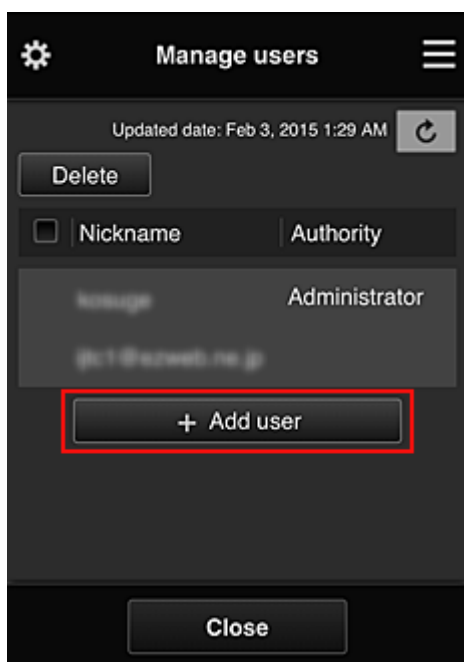 Manage users
Updated date: Feb 3, 2015 1:29 AM
Delete
Nickname Authority
Administrator
+ Add user
Close